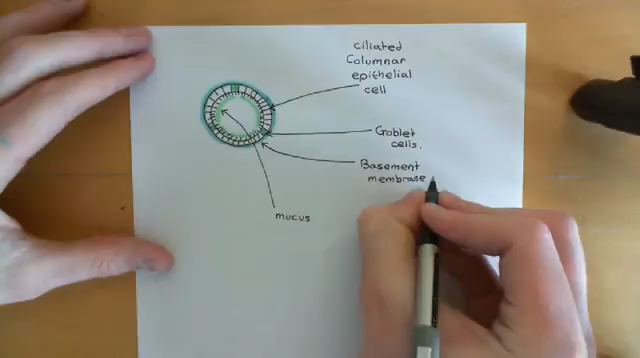 ciliated
Columnar
epithelial
cell
Goblet
cells.
Basement
membrane
mucus